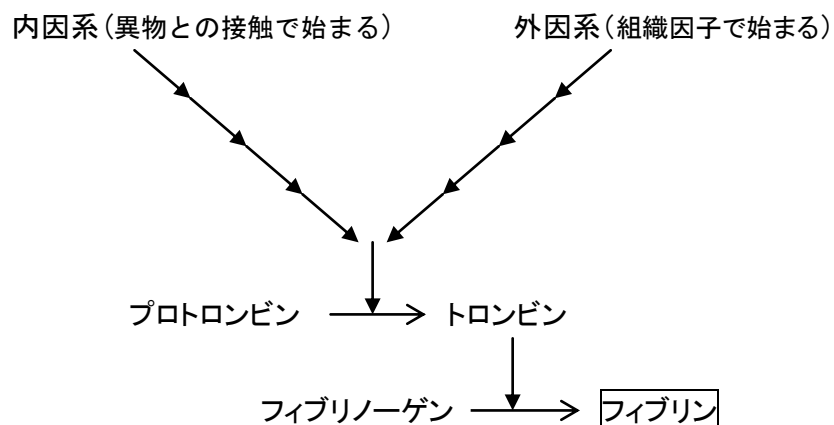 内因系(異物との接触で始まる) 外因系(組織因子で始まる)
プロトロンビン トロンビン
フィブリノーゲン フィブリン